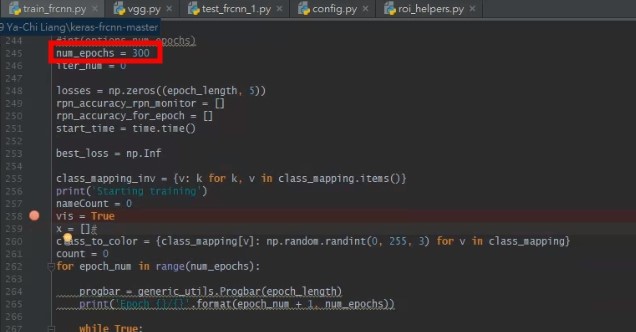 train_frcnn.py × vgg.py × test_frcnn_1.py × config.py × roi_helpers.py ×
9 Ya-Chi Liang\keras-frcnn-master
244 #int(options.num_epochs)
245 num_epochs = 300
246 iter_num = 0
247
248 losses = np.zeros((epoch_length, 5))
249 rpn_accuracy_rpn_monitor = []
250 rpn_accuracy_for_epoch = []
251 start_time = time.time()
252
253 best_loss = np.Inf
254
255 class_mapping_inv = {v: k for k, v in class_mapping.items()}
256 print('Starting training')
257 nameCount = 0
258 vis = True
259 x = []#
260 class_to_color = {class_mapping[v]: np.random.randint(0, 255, 3) for v in class_mapping}
261 count = 0
262 for epoch_num in range(num_epochs):
263
264 progbar = generic_utils.Progbar(epoch_length)
265 print('Epoch {}/{}'.format(epoch_num + 1, num_epochs))
266
267 while True: